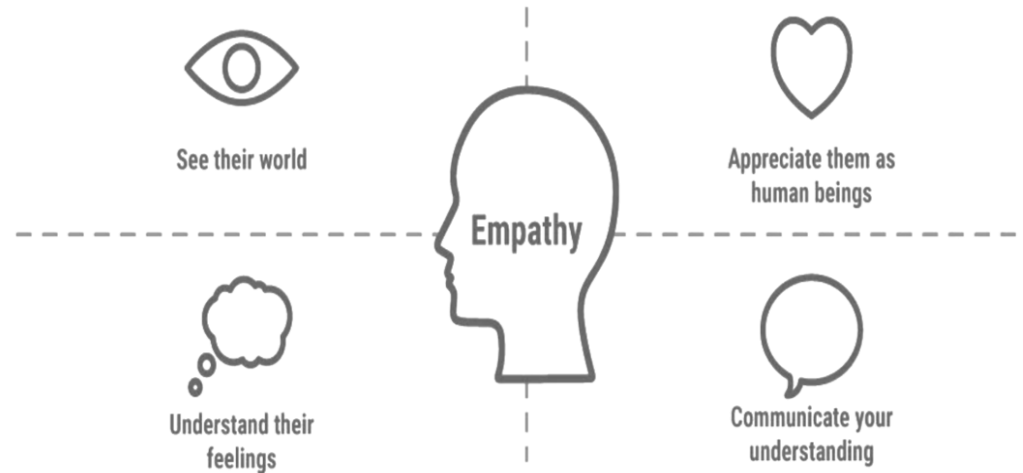 See their world
Appreciate them as
human beings
Empathy
Understand their
feelings
Communicate your
understanding